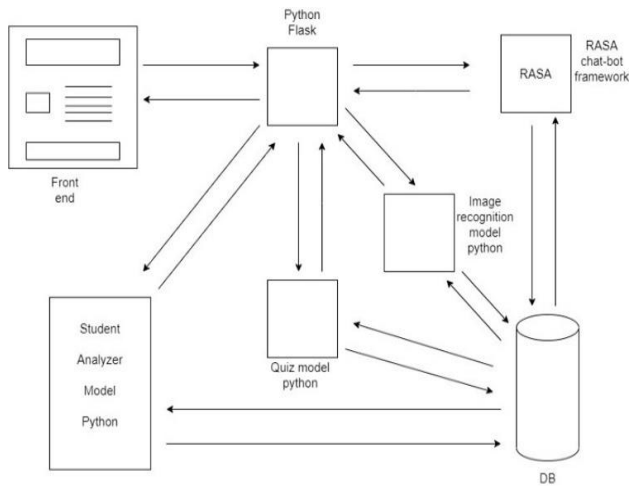 Python
Flask
RASA
RASA
chat-bot
framework
Front
end
Image
recognition
model
python
Student
Analyzer
Model
Python
Quiz model
python
DB